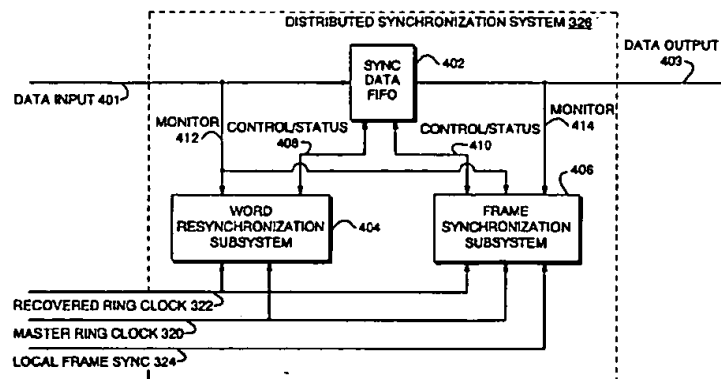 DISTRIBUTED SYNCHRONIZATION SYSTEM 326
DATA OUTPUT
403
SYNC
DATA
FIFO
402
DATA INPUT 401
MONITOR
412
CONTROL/STATUS
408
CONTROL/STATUS
410
MONITOR
414
406
WORD
RESYNCHRONIZATION
SUBSYSTEM
404
FRAME
SYNCHRONIZATION
SUBSYSTEM
RECOVERED RING CLOCK 322
MASTER RING CLOCK 320
LOCAL FRAME SYNC 324